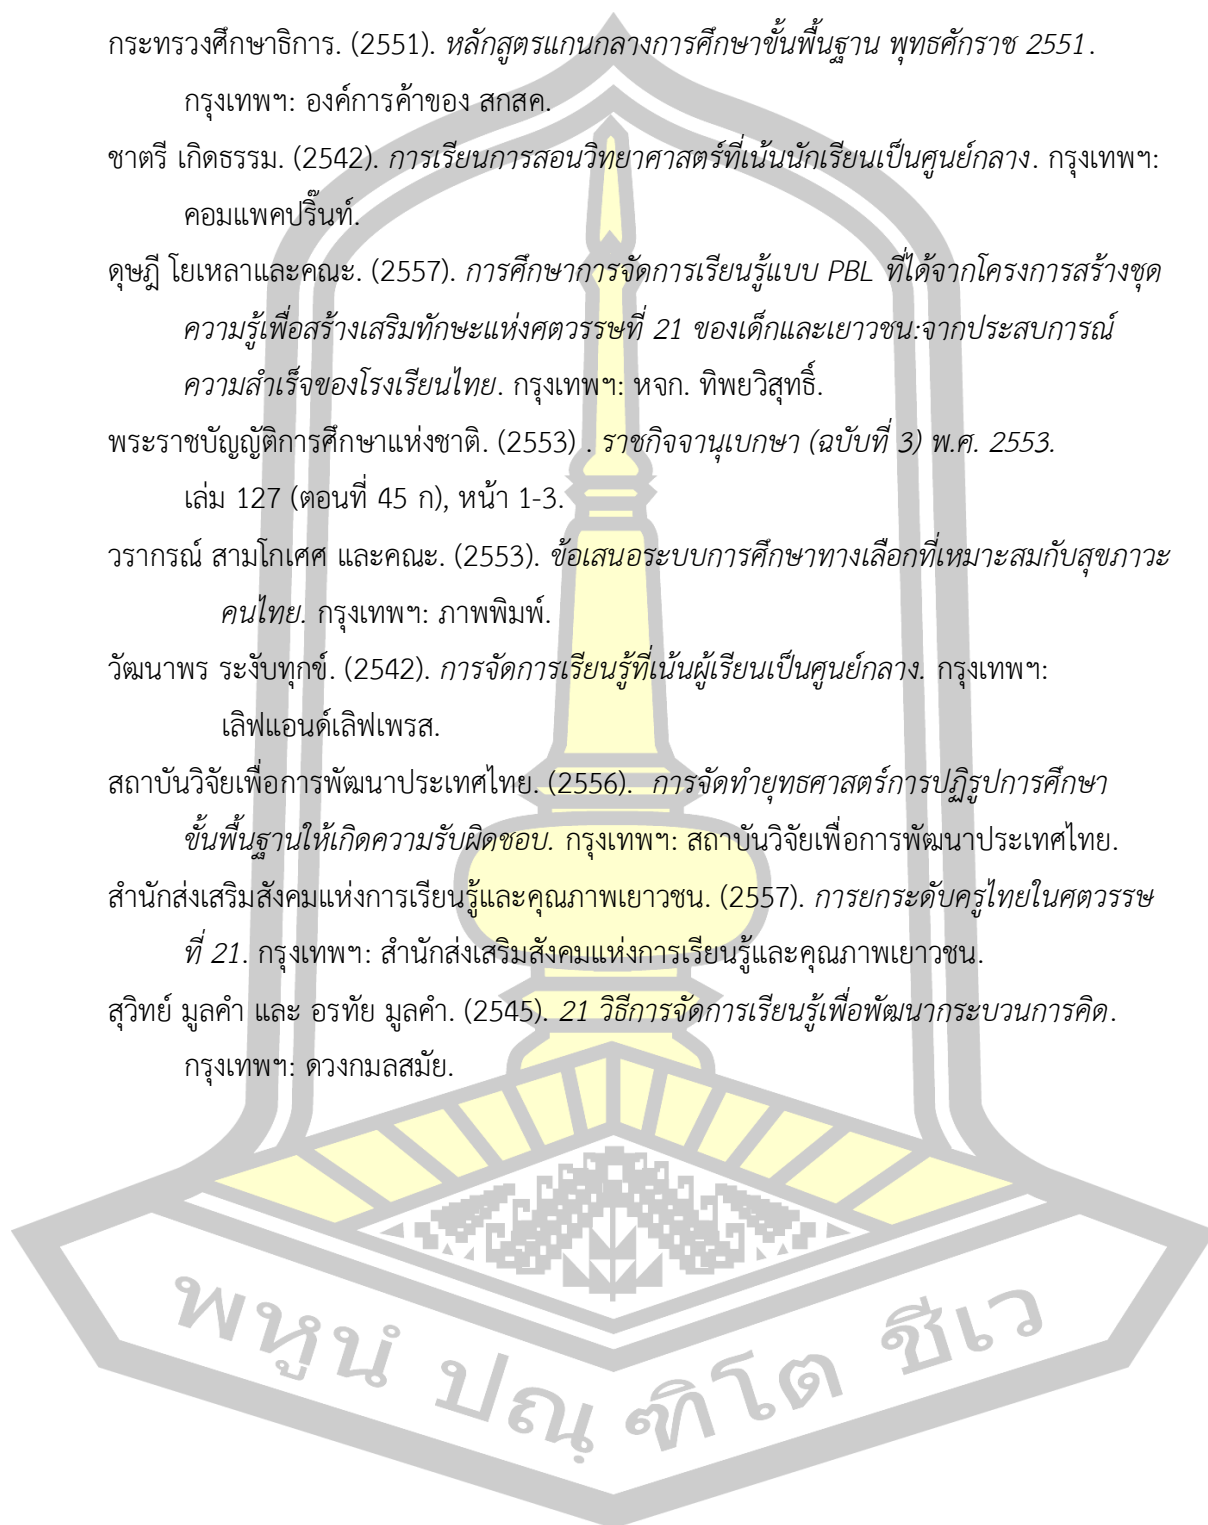 กระทรวงศึกษาธิการ. (2551). หลักสูตรแกนกลางการศึกษาขั้นพื้นฐาน พุทธศักราช 2551.
กรุงเทพฯ: องค์การค้าของ สกสค.
ชาตรี เกิดธรรม. (2542). การเรียนการสอนวิทยาศาสตร์ที่เน้นนักเรียนเป็นศูนย์กลาง. กรุงเทพฯ:
คอมแพคปริ๊นท์.
ดุษฎี โยเหลาและคณะ. (2557). การศึกษาการจัดการเรียนรู้แบบ PBL ที่ได้จากโครงการสร้างชุด
ความรู้เพื่อสร้างเสริมทักษะแห่งศตวรรษที่ 21 ของเด็กและเยาวชน:จากประสบการณ์
ความสำเร็จของโรงเรียนไทย. กรุงเทพฯ: หจก. ทิพยวิสุทธิ์.
พระราชบัญญัติการศึกษาแห่งชาติ. (2553) . ราชกิจจานุเบกษา (ฉบับที่ 3) พ.ศ. 2553.
เล่ม 127 (ตอนที่ 45 ก), หน้า 1-3.
วรากรณ์ สามโกเศศ และคณะ. (2553). ข้อเสนอระบบการศึกษาทางเลือกที่เหมาะสมกับสุขภาวะ
คนไทย. กรุงเทพฯ: ภาพพิมพ์.
วัฒนาพร ระงับทุกข์. (2542). การจัดการเรียนรู้ที่เน้นผู้เรียนเป็นศูนย์กลาง. กรุงเทพฯ:
เลิฟแอนด์เลิฟเพรส.
สถาบันวิจัยเพื่อการพัฒนาประเทศไทย. (2556). การจัดทำยุทธศาสตร์การปฏิรูปการศึกษา
ขั้นพื้นฐานให้เกิดความรับผิดชอบ. กรุงเทพฯ: สถาบันวิจัยเพื่อการพัฒนาประเทศไทย.
สำนักส่งเสริมสังคมแห่งการเรียนรู้และคุณภาพเยาวชน. (2557). การยกระดับครูไทยในศตวรรษ
ที่ 21. กรุงเทพฯ: สำนักส่งเสริมสังคมแห่งการเรียนรู้และคุณภาพเยาวชน.
สุวิทย์ มูลคำ และ อรทัย มูลคำ. (2545). 21 วิธีการจัดการเรียนรู้เพื่อพัฒนากระบวนการคิด.
กรุงเทพฯ: ดวงกมลสมัย.
พหูนํ ปณฺฑิโต ชีเว